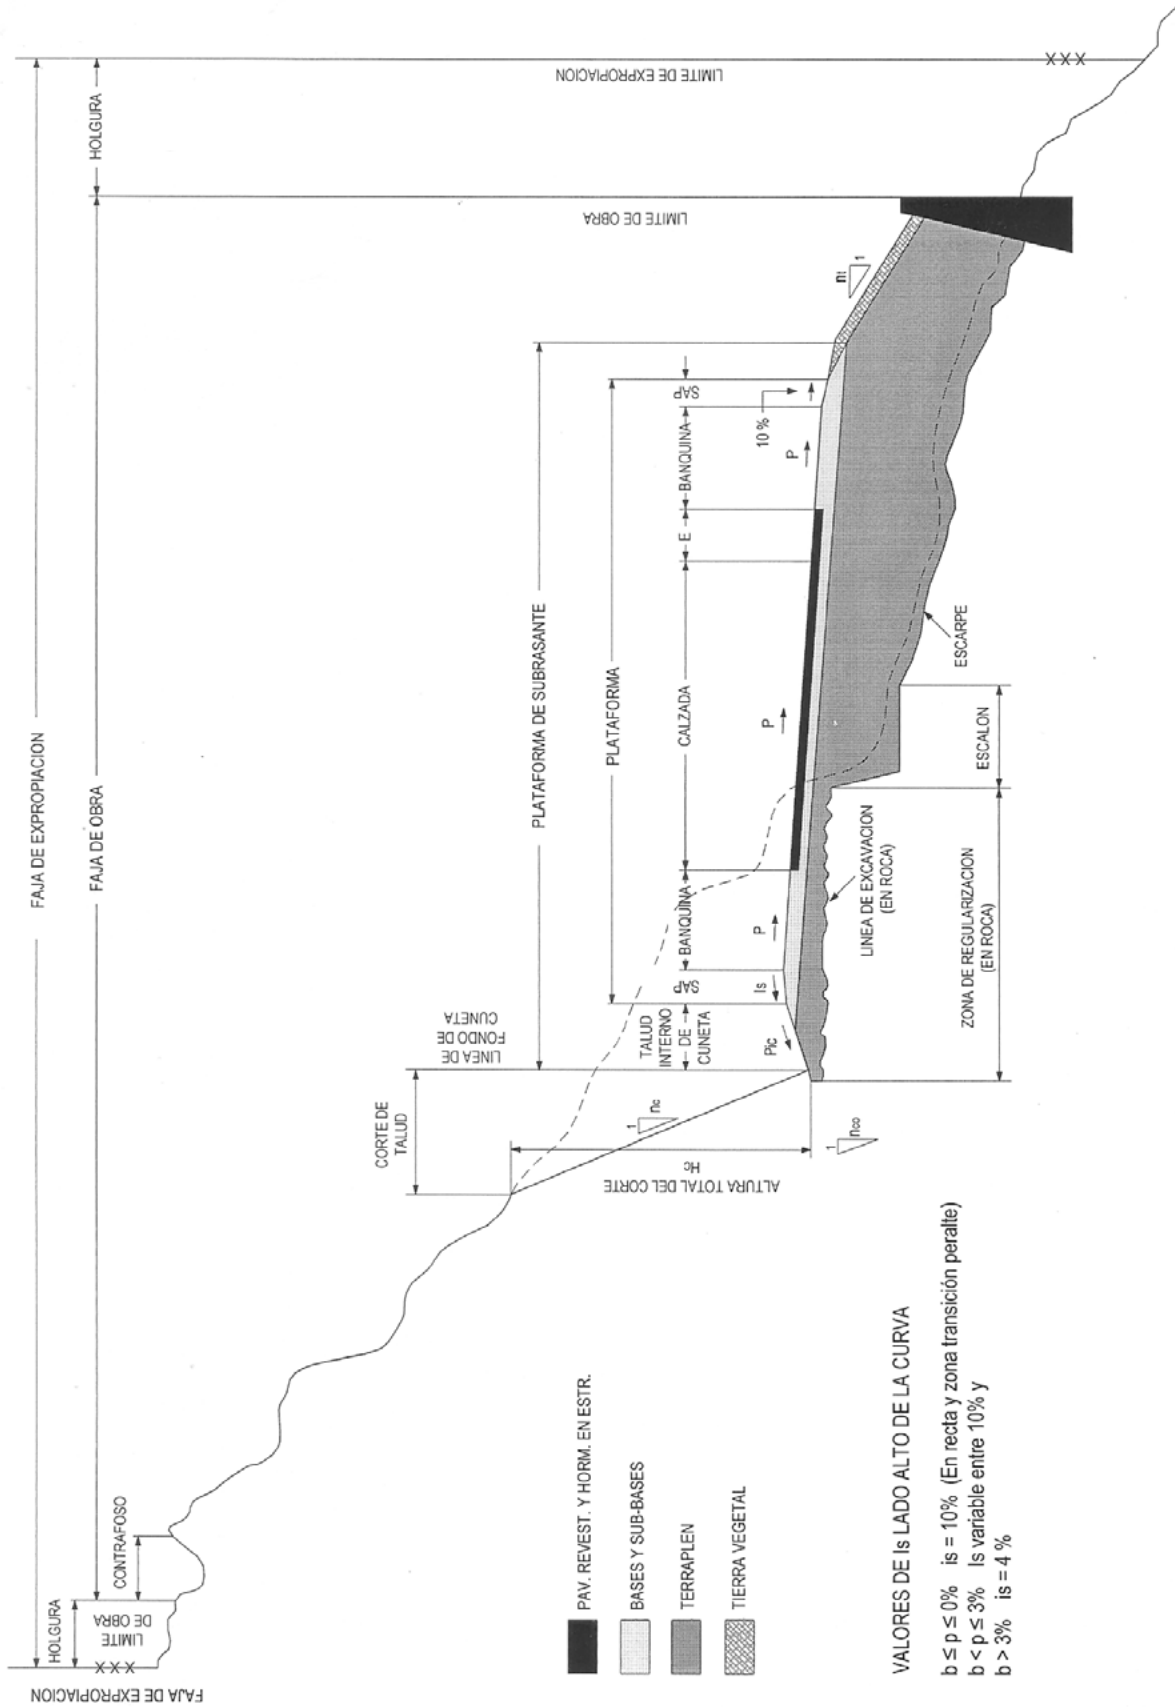 FAJA DE EXPROPIACION
FAJA DE OBRA
HOLGURA
HOLGURA
LIMITE DE OBRA
CONTRAFOSO
FAJA DE EXPROPIACION
LIMITE DE EXPROPIACION
LIMITE DE OBRA
XXX
XXX
CORTE DE TALUD
LINEA DE FONDO DE CUNETA
PLATAFORMA DE SUBRASANTE
PLATAFORMA
TALUD INTERNO DE CUNETA
SAP
BANQUINA
CALZADA
E
BANQUINA
SAP
ALTURA TOTAL DEL CORTE
Hc
1
nc
1
nco
Pic
Is
P
P
P
10 %
nt
1
LINEA DE EXCAVACION
(EN ROCA)
ZONA DE REGULARIZACION
(EN ROCA)
ESCALON
ESCARPE
PAV. REVEST. Y HORM. EN ESTR.
BASES Y SUB-BASES
TERRAPLEN
TIERRA VEGETAL
VALORES DE Is LADO ALTO DE LA CURVA
b ≤ p ≤ 0% is = 10% (En recta y zona transición peralte)
b < p ≤ 3% Is variable entre 10% y
b > 3% is = 4 %